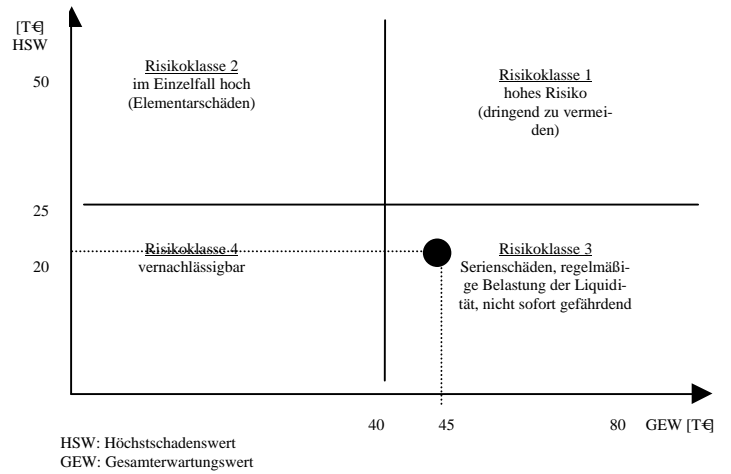 [T€]
HSW
50
Risikoklasse 2
im Einzelfall hoch
(Elementarschäden)
Risikoklasse 1
hohes Risiko
(dringend zu vermei-
den)
25
20
Risikoklasse 4
vernachlässigbar
Risikoklasse 3
Serienschäden, regelmäßi-
ge Belastung der Liquidi-
tät, nicht sofort gefährdend
40 45 80 GEW [T€]
HSW: Höchstschadenswert
GEW: Gesamterwartungswert